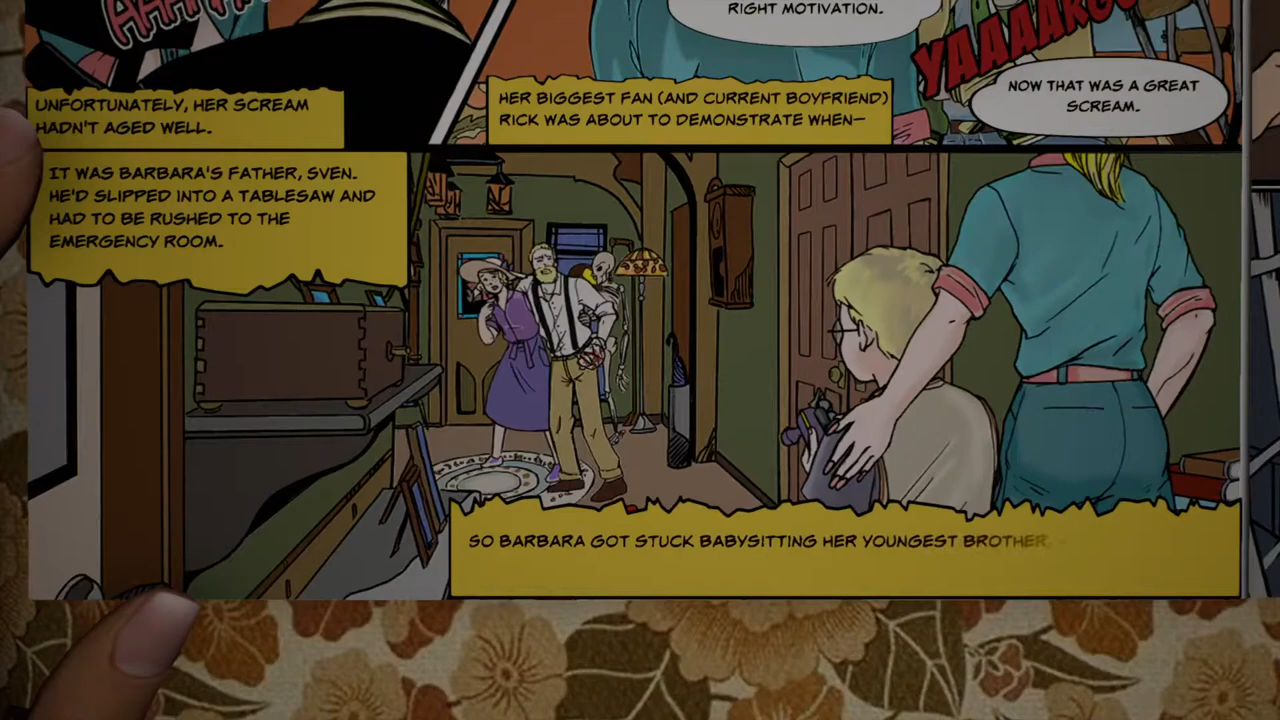 AHHH
RIGHT MOTIVATION.
YAAAARGG
NOW THAT WAS A GREAT
SCREAM.
UNFORTUNATELY, HER SCREAM
HADN'T AGED WELL.
HER BIGGEST FAN (AND CURRENT BOYFRIEND)
RICK WAS ABOUT TO DEMONSTRATE WHEN—
IT WAS BARBARA'S FATHER, SVEN.
HE'D SLIPPED INTO A TABLESAW AND
HAD TO BE RUSHED TO THE
EMERGENCY ROOM.
SO BARBARA GOT STUCK BABYSITTING HER YOUNGEST BROTHER.